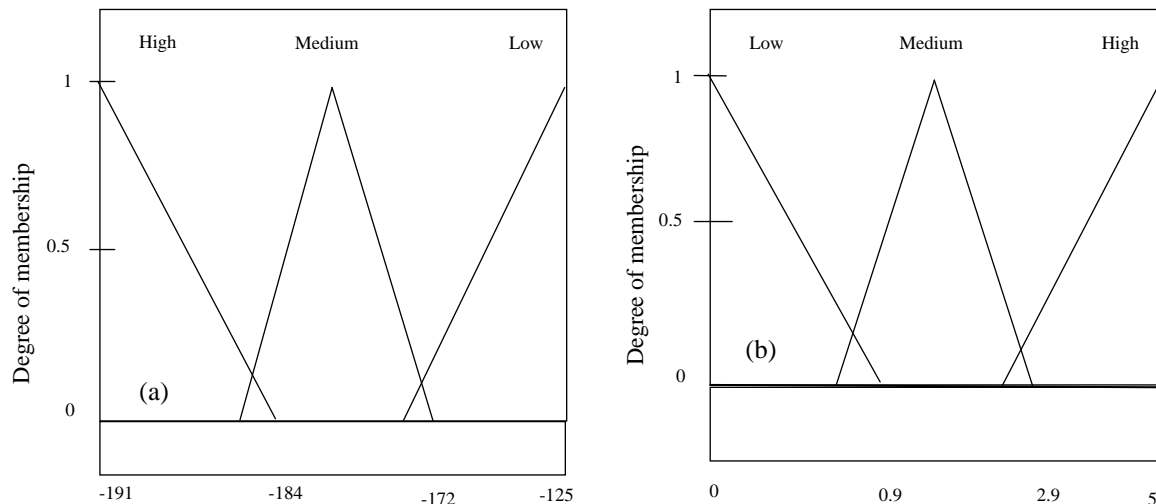 High Medium Low
1
0.5
0
Degree of membership
(a)
-191 -184 -172 -125
Low Medium High
1
0.5
0
Degree of membership
(b)
0 0.9 2.9 5